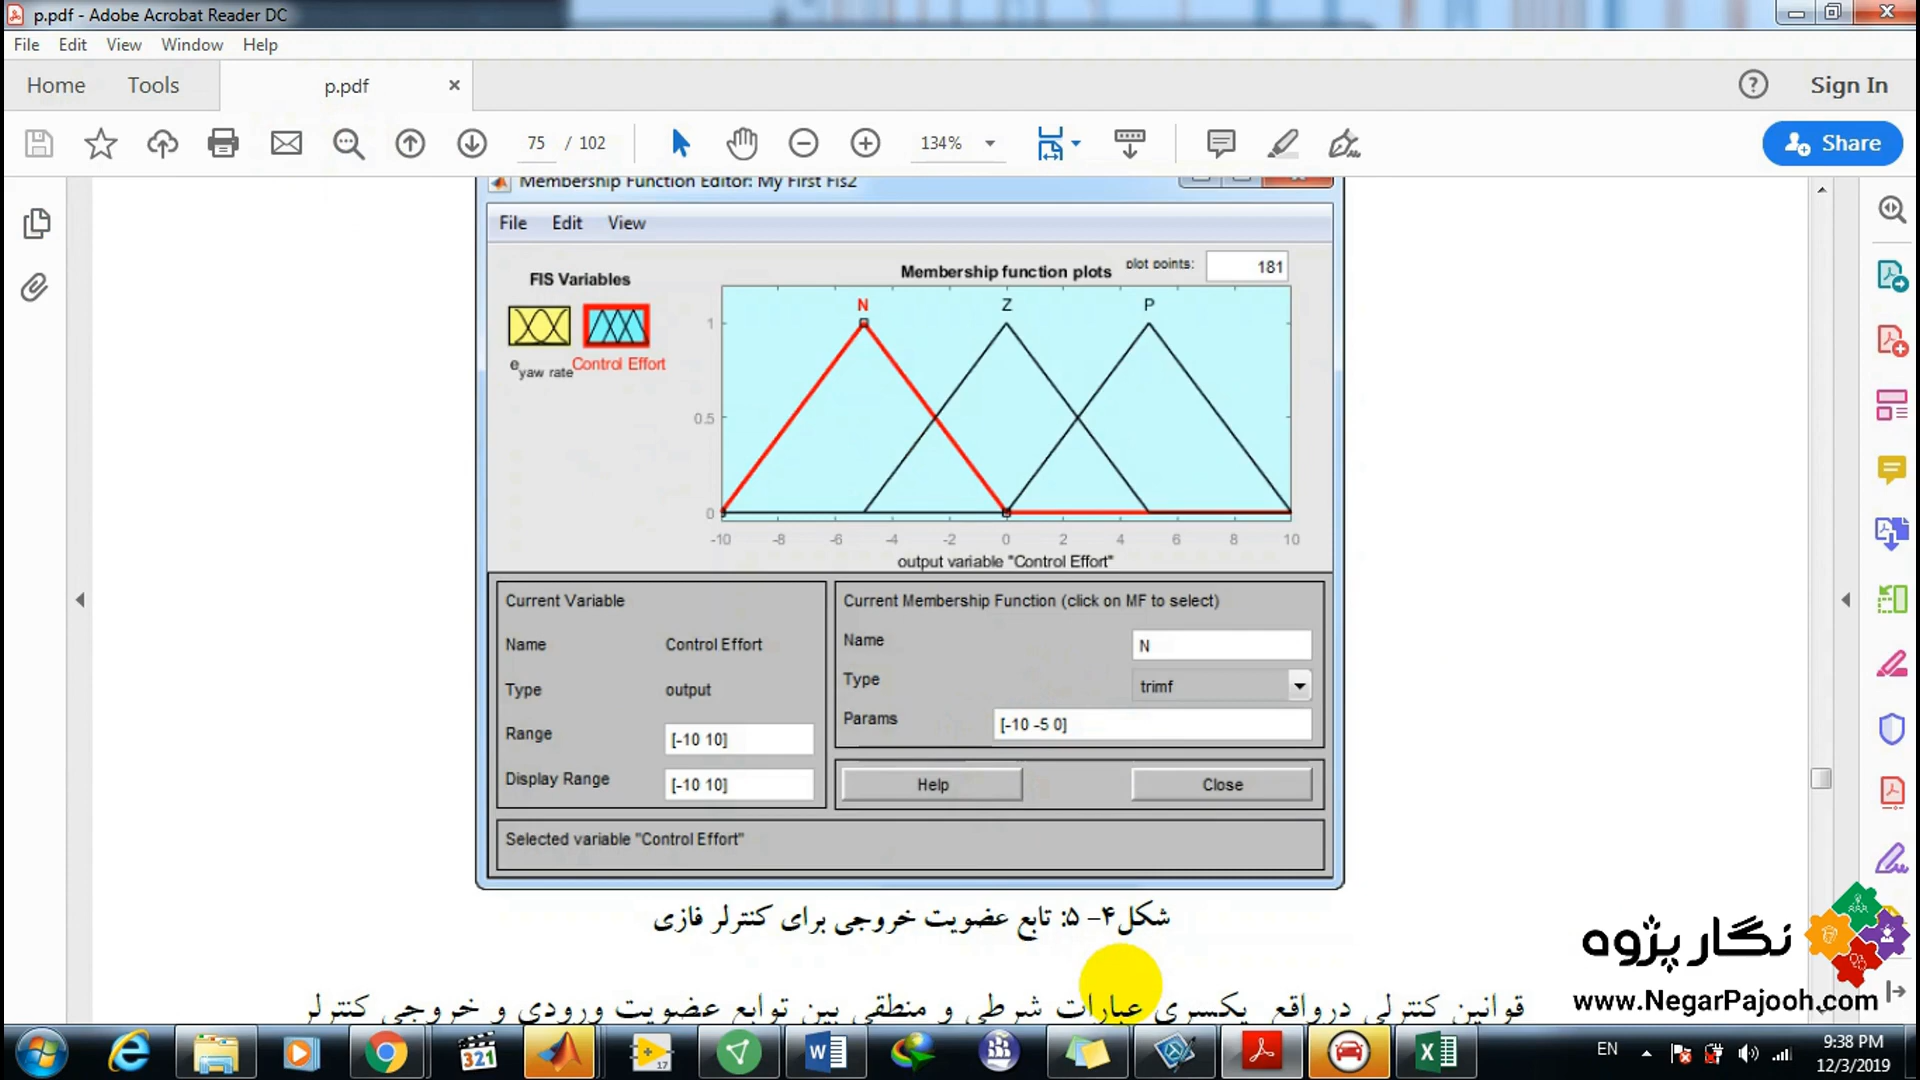 p.pdf - Adobe Acrobat Reader DC
File Edit View Window Help
Home Tools p.pdf Sign In
75 / 102 134% Share
Membership Function Editor: My First Fis2
File Edit View
FIS Variables
Membership function plots plot points: 181
e yaw rate Control Effort
N Z P
1
0.5
0
-10 -8 -6 -4 -2 0 2 4 6 8 10
output variable "Control Effort"
Current Variable
Name Control Effort
Type output
Range [-10 10]
Display Range [-10 10]
Current Membership Function (click on MF to select)
Name N
Type trimf
Params [-10 -5 0]
Help Close
Selected variable "Control Effort"
شکل۴- ۵: تابع عضویت خروجی برای کنترلر فازی
قوانین کنترلی درواقع یکسری عبارات شرطی و منطقی بین توابع عضویت ورودی و خروجی کنترلر
نگار پژوه
www.NegarPajooh.com
321
17
EN
9:38 PM
12/3/2019